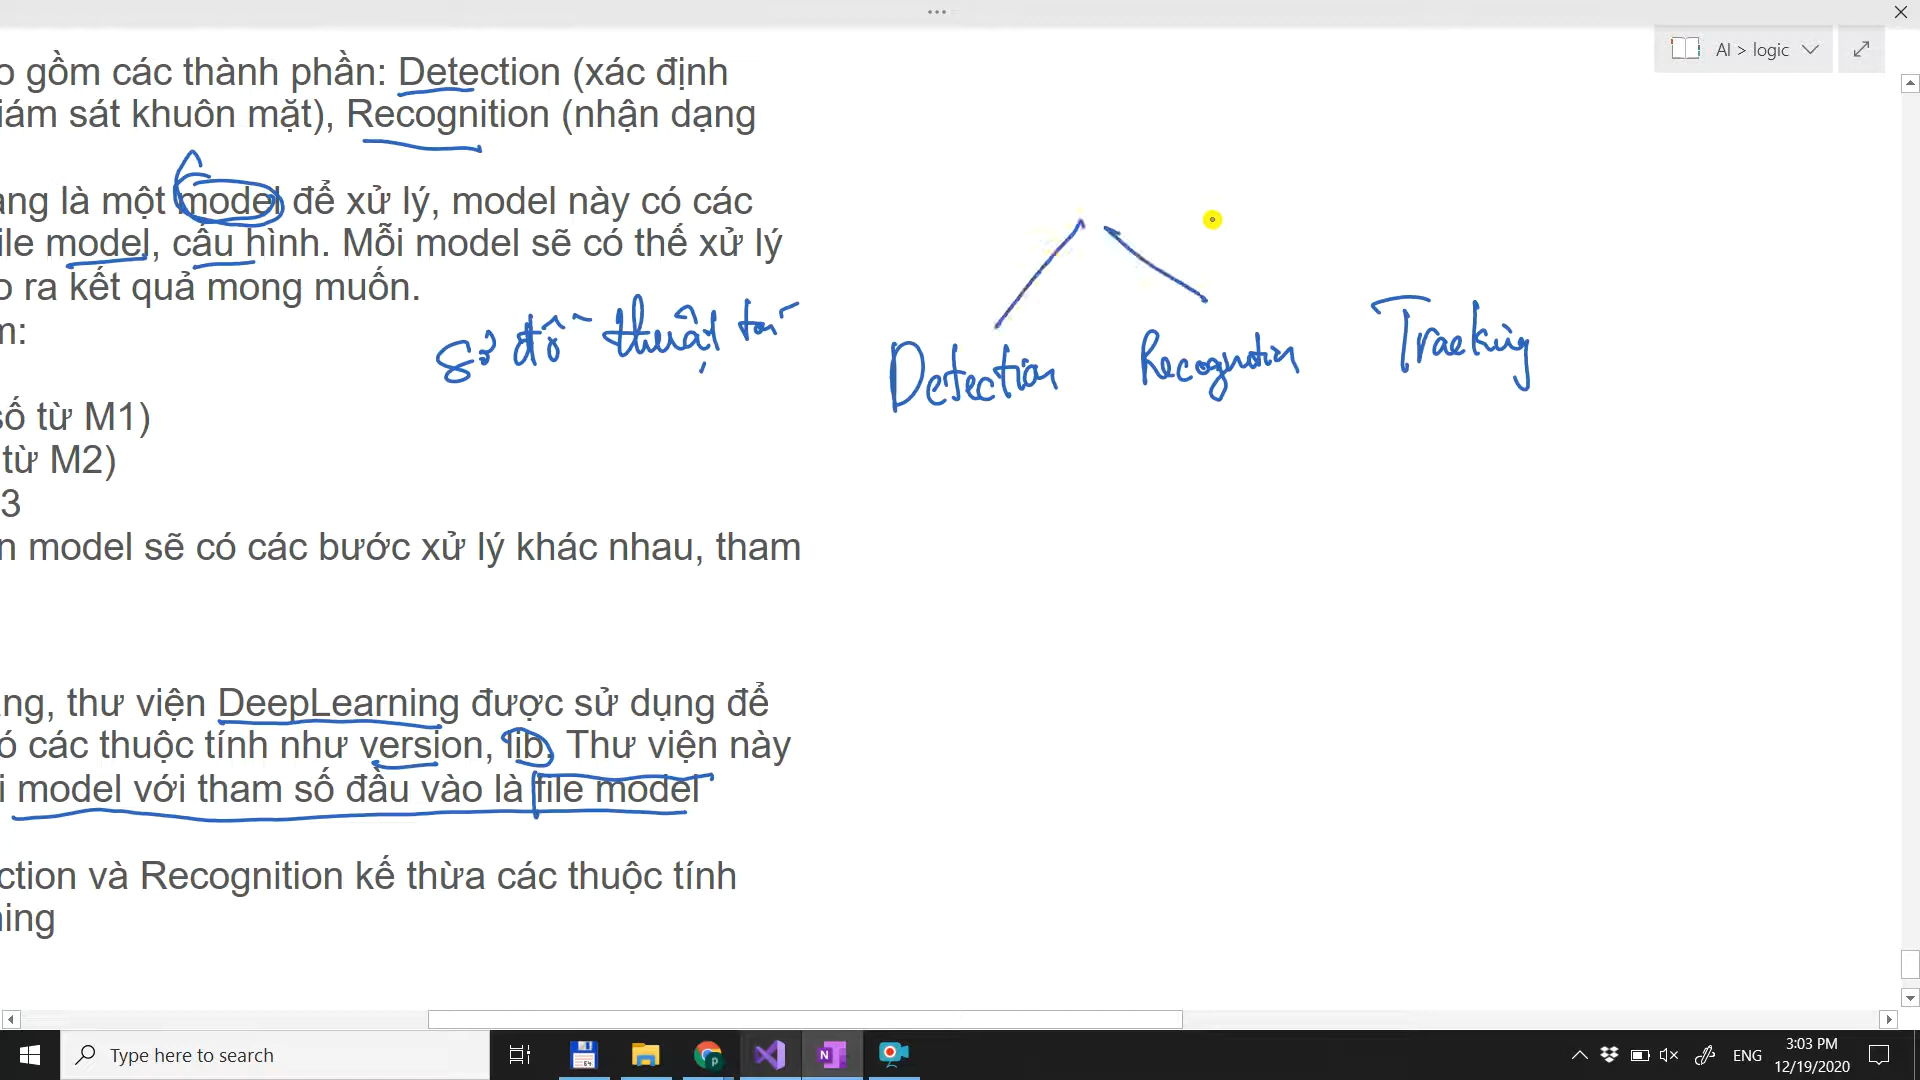 AI > logic
o gồm các thành phần: Detection (xác định
iám sát khuôn mặt), Recognition (nhận dạng
ạng là một model để xử lý, model này có các
ile model, cấu hình. Mỗi model sẽ có thể xử lý
o ra kết quả mong muốn.
m:
số từ M1)
từ M2)
3
n model sẽ có các bước xử lý khác nhau, tham
sơ đồ thuật
Detection
Recognition
Tracking
ng, thư viện DeepLearning được sử dụng để
ó các thuộc tính như version, lib. Thư viện này
i model với tham số đầu vào là file model
ction và Recognition kế thừa các thuộc tính
ning
Type here to search
ENG
3:03 PM
12/19/2020